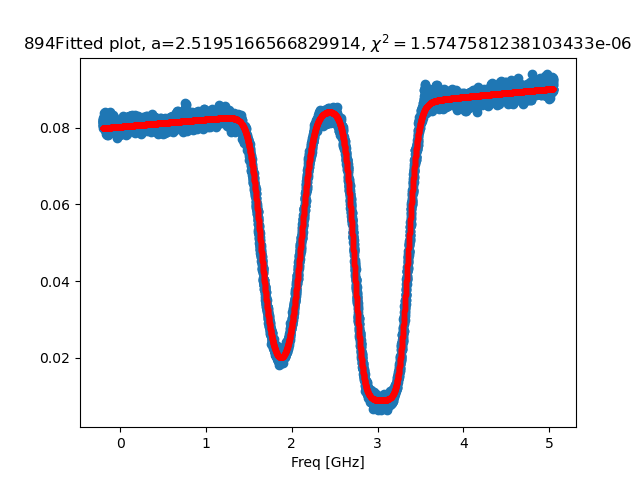 894Fitted plot, a=2.5195166566829914, χ² = 1.5747581238103433e-06
0.08
0.06
0.04
0.02
0 1 2 3 4 5
Freq [GHz]